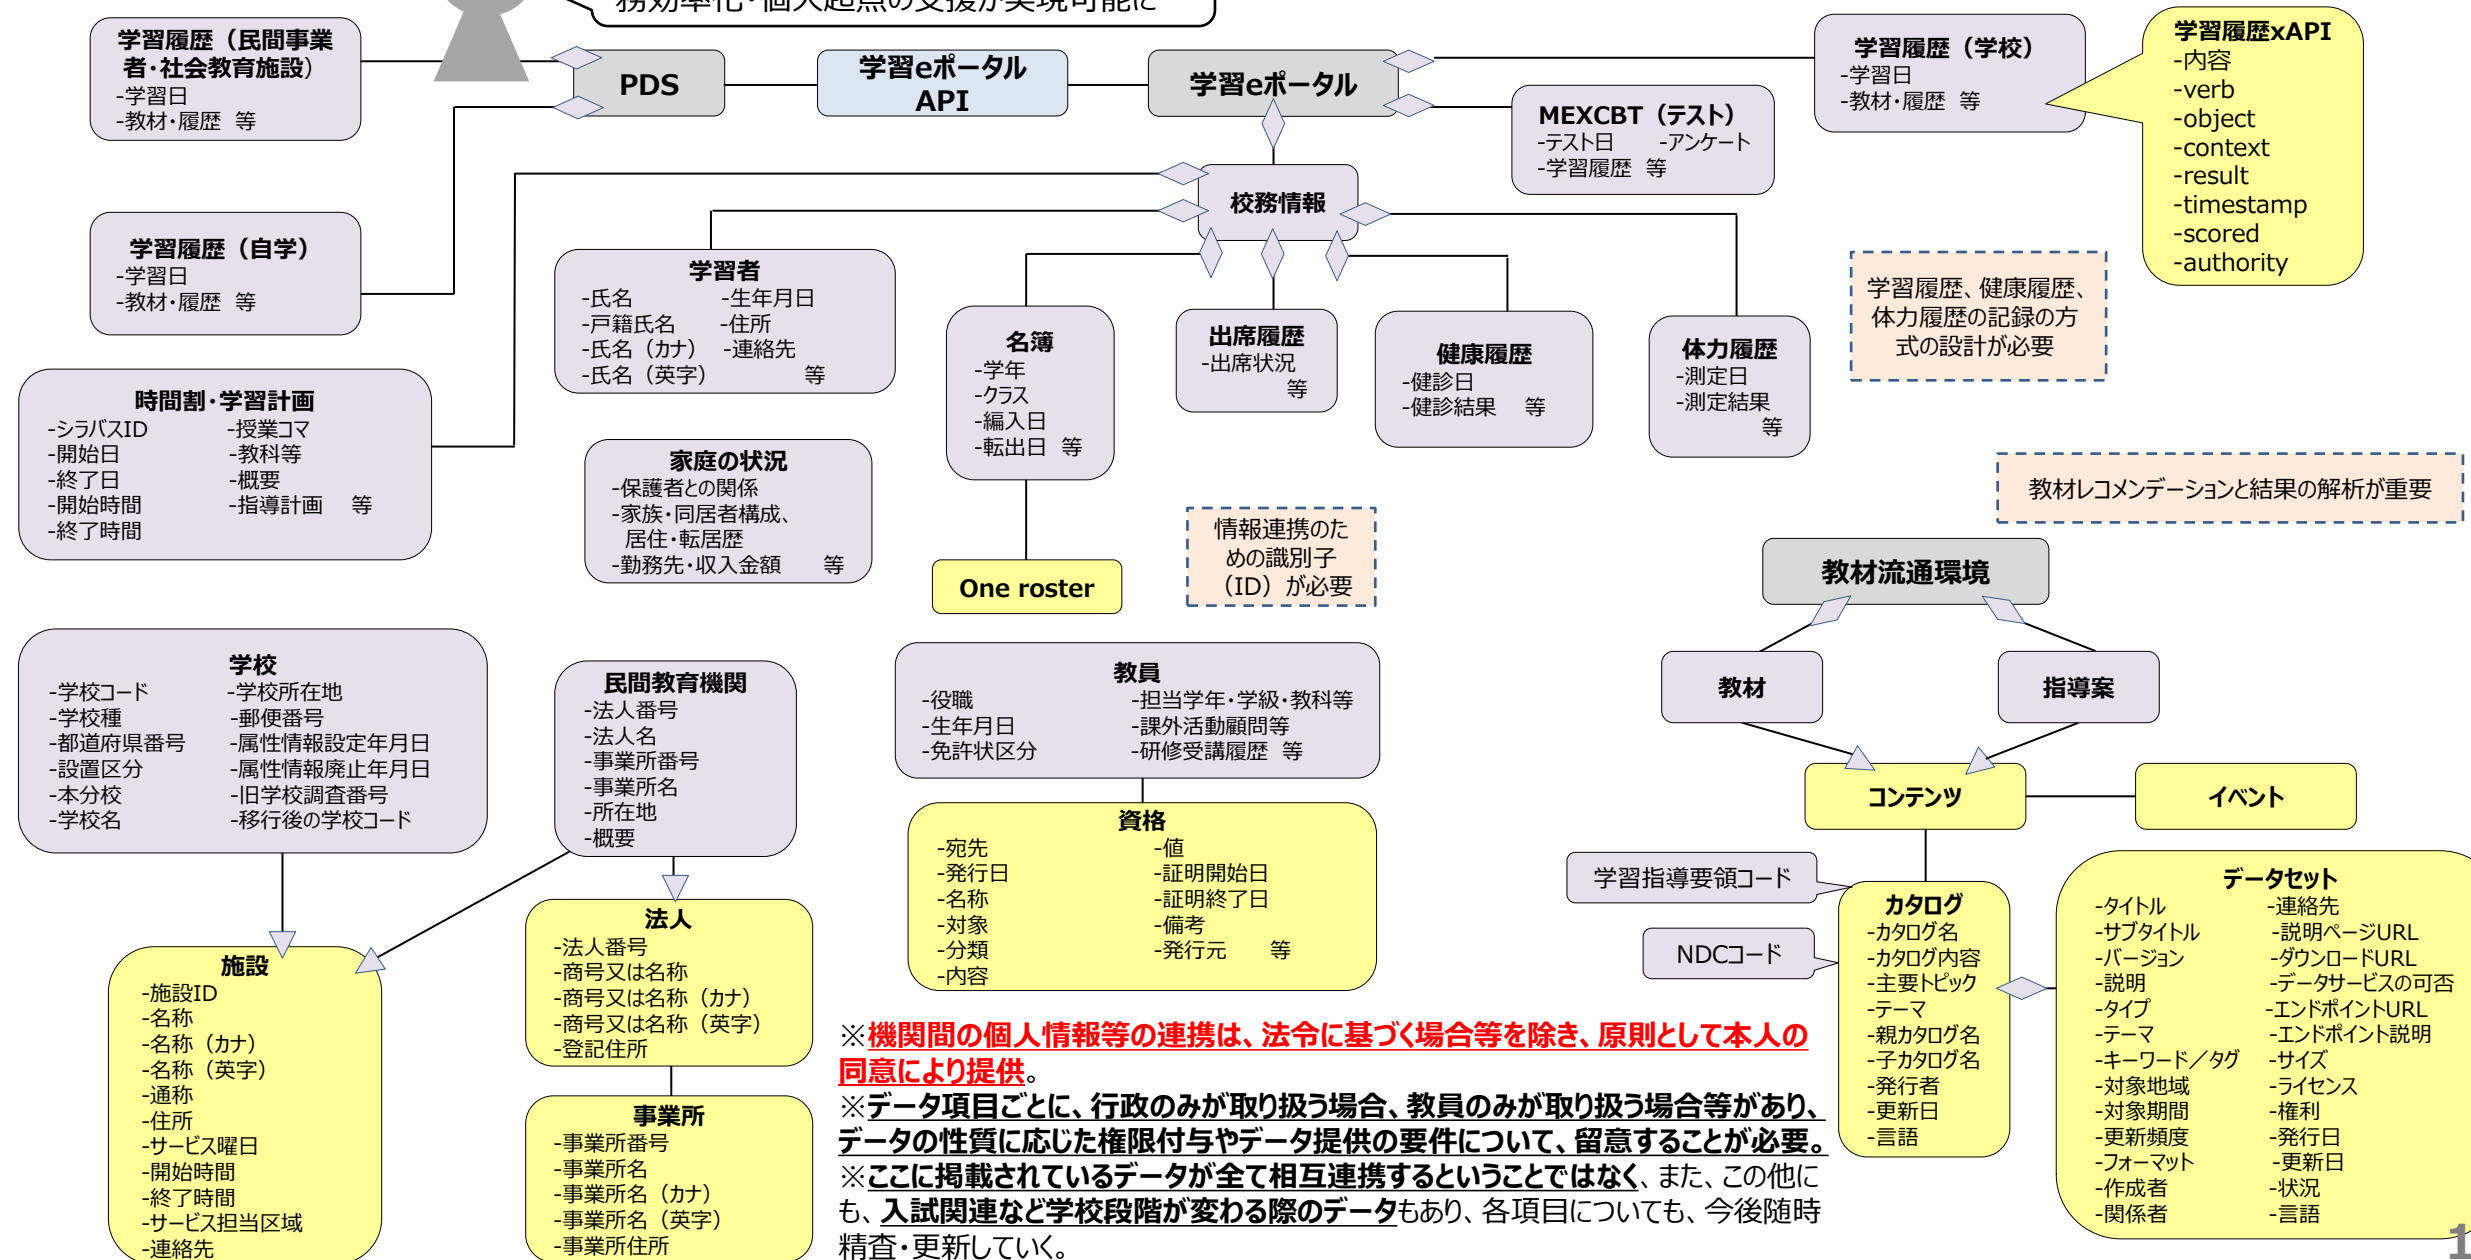 務効率化・個人起点の支援が実現可能に
学習履歴（民間事業
者・社会教育施設）
-学習日
-教材・履歴 等
PDS
学習eポータル
API
学習eポータル
学習履歴（学校）
-学習日
-教材・履歴 等
学習履歴xAPI
-内容
-verb
-object
-context
-result
-timestamp
-scored
-authority
MEXCBT（テスト）
-テスト日 -アンケート
-学習履歴 等
校務情報
学習履歴（自学）
-学習日
-教材・履歴 等
学習者
-氏名 -生年月日
-戸籍氏名 -住所
-氏名（カナ） -連絡先
-氏名（英字） 等
名簿
-学年
-クラス
-編入日
-転出日 等
出席履歴
-出席状況
等
健康履歴
-健診日
-健診結果 等
体力履歴
-測定日
-測定結果
等
学習履歴、健康履歴、
体力履歴の記録の方
式の設計が必要
時間割・学習計画
-シラバスID -授業コマ
-開始日 -教科等
-終了日 -概要
-開始時間 -指導計画 等
-終了時間
家庭の状況
-保護者との関係
-家族・同居者構成、
居住・転居歴
-勤務先・収入金額 等
One roster
情報連携のた
めの識別子
（ID）が必要
教材レコメンデーションと結果の解析が重要
教材流通環境
教材
指導案
コンテンツ
イベント
学校
-学校コード -学校所在地
-学校種 -郵便番号
-都道府県番号 -属性情報設定年月日
-設置区分 -属性情報廃止年月日
-本分校 -旧学校調査番号
-学校名 -移行後の学校コード
民間教育機関
-法人番号
-法人名
-事業所番号
-事業所名
-所在地
-概要
教員
-役職 -担当学年・学級・教科等
-生年月日 -課外活動顧問等
-免許状区分 -研修受講履歴 等
資格
-宛先 -値
-発行日 -証明開始日
-名称 -証明終了日
-対象 -備考
-分類 -発行元 等
-内容
施設
-施設ID
-名称
-名称（カナ）
-名称（英字）
-通称
-住所
-サービス曜日
-開始時間
-終了時間
-サービス担当区域
-連絡先
法人
-法人番号
-商号又は名称
-商号又は名称（カナ）
-商号又は名称（英字）
-登記住所
事業所
-事業所番号
-事業所名
-事業所名（カナ）
-事業所名（英字）
-事業所住所
学習指導要領コード
NDCコード
カタログ
-カタログ名
-カタログ内容
-主要トピック
-テーマ
-親カタログ名
-子カタログ名
-発行者
-更新日
-言語
データセット
-タイトル -連絡先
-サブタイトル -説明ページURL
-バージョン -ダウンロードURL
-説明 -データサービスの可否
-タイプ -エンドポイントURL
-テーマ -エンドポイント説明
-キーワード／タグ -サイズ
-対象地域 -ライセンス
-対象期間 -権利
-更新頻度 -発行日
-フォーマット -更新日
-作成者 -状況
-関係者 -言語
※機関間の個人情報等の連携は、法令に基づく場合等を除き、原則として本人の
同意により提供。
※データ項目ごとに、行政のみが取り扱う場合、教員のみが取り扱う場合等があり、
データの性質に応じた権限付与やデータ提供の要件について、留意することが必要。
※ここに掲載されているデータが全て相互連携するということではなく、また、この他に
も、入試関連など学校段階が変わる際のデータもあり、各項目についても、今後随時
精査・更新していく。